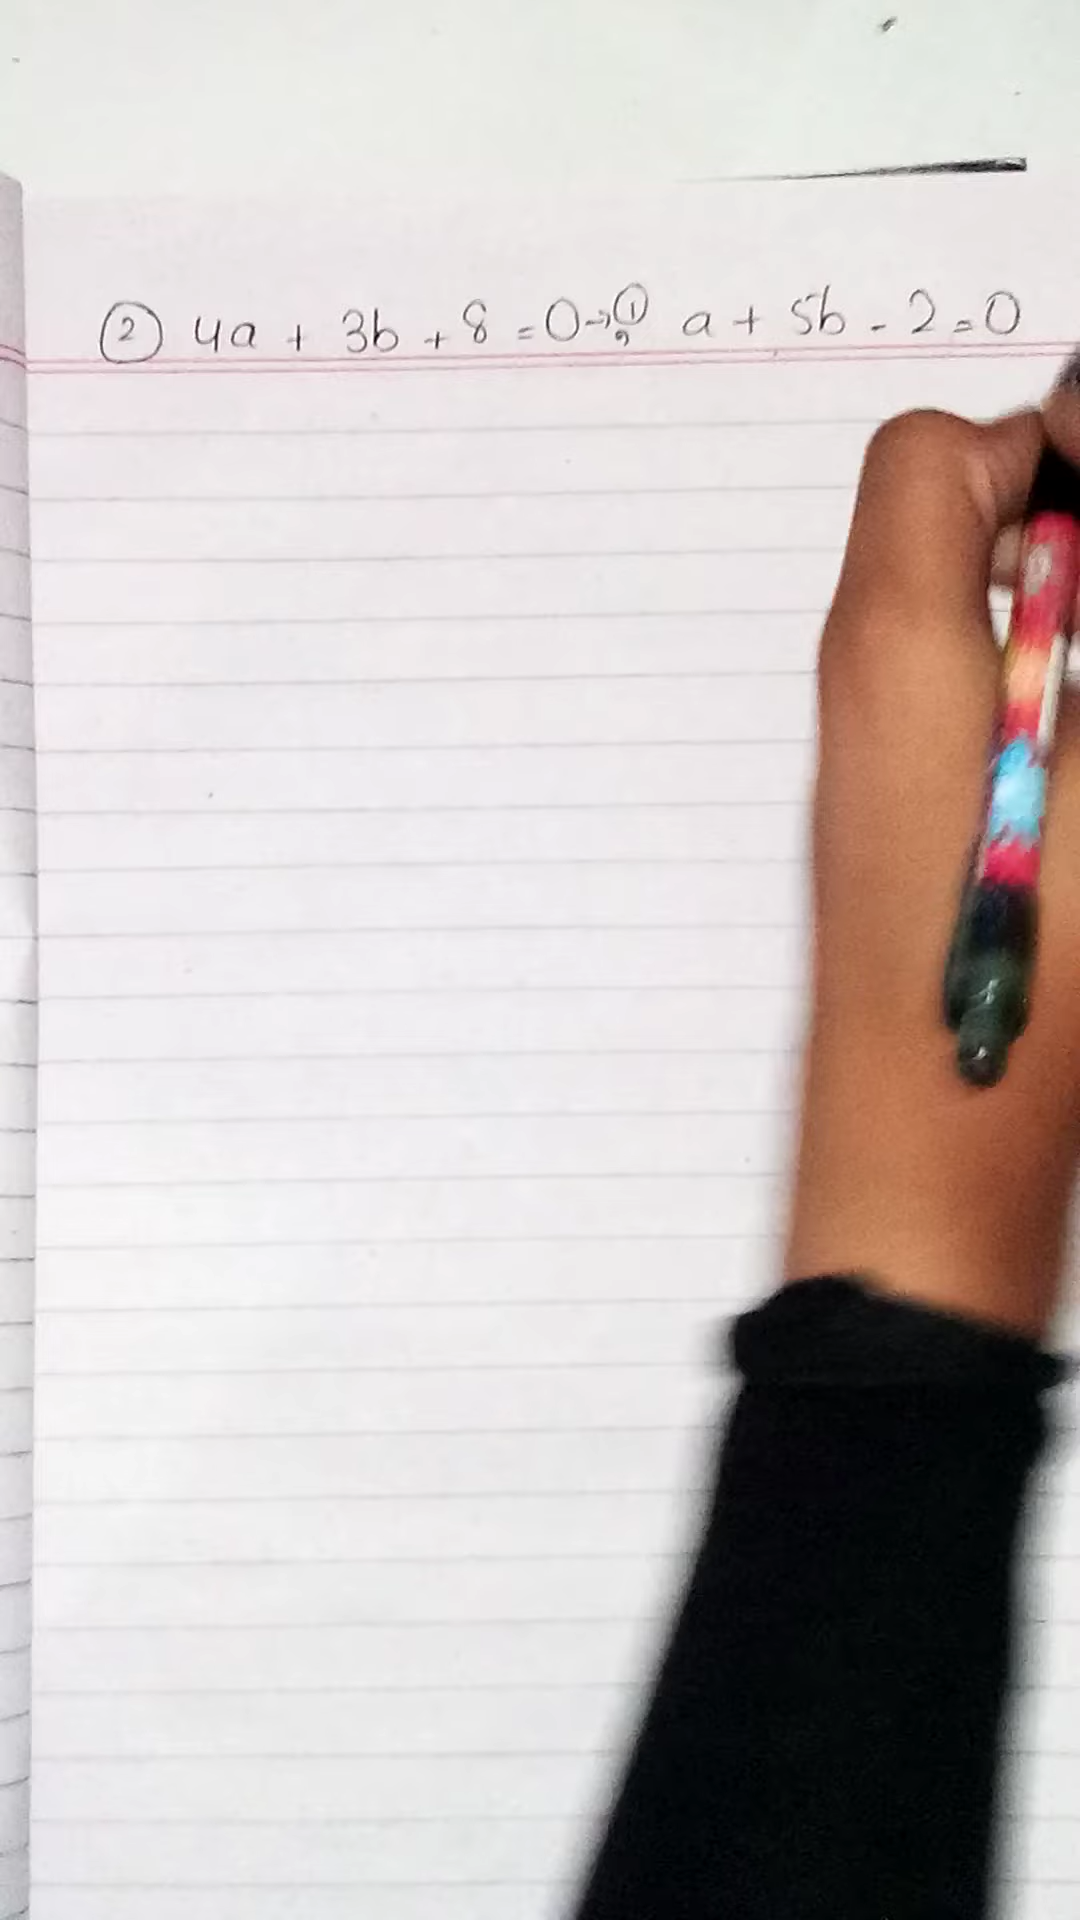 ② 4a + 3b + 8 = 0 → ① , a + 5b - 2 = 0